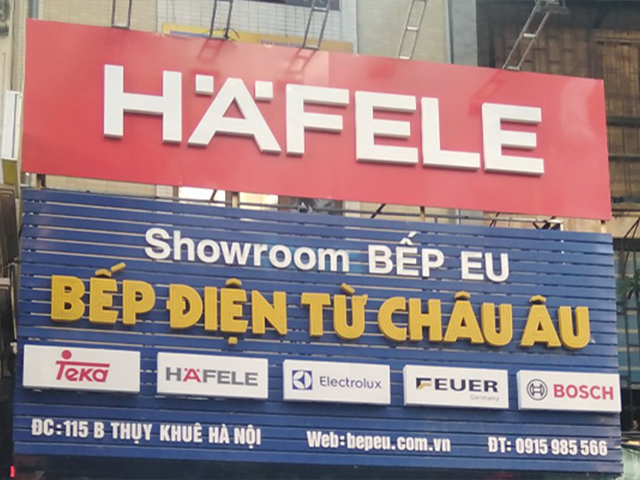 HÄFELE
Showroom BẾP EU
BẾP ĐIỆN TỪ CHÂU ÂU
Teka HÄFELE Electrolux FEUER Germany BOSCH
ĐC: 115 B THỤY KHUÊ HÀ NỘI Web: bepeu.com.vn ĐT: 0915 985 566